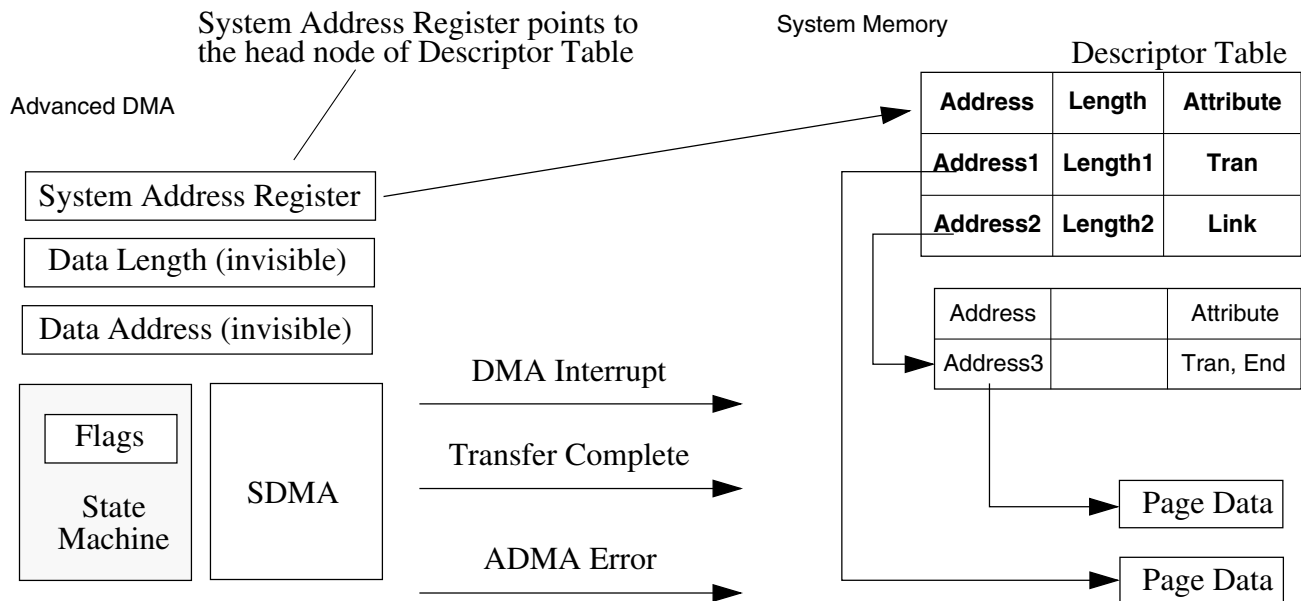 System Address Register points to
the head node of Descriptor Table
System Memory
Advanced DMA
Descriptor Table
Address Length Attribute
Address1 Length1 Tran
Address2 Length2 Link
System Address Register
Data Length (invisible)
Data Address (invisible)
Address Attribute
Address3 Tran, End
Flags
State
Machine
SDMA
DMA Interrupt
Transfer Complete
ADMA Error
Page Data
Page Data